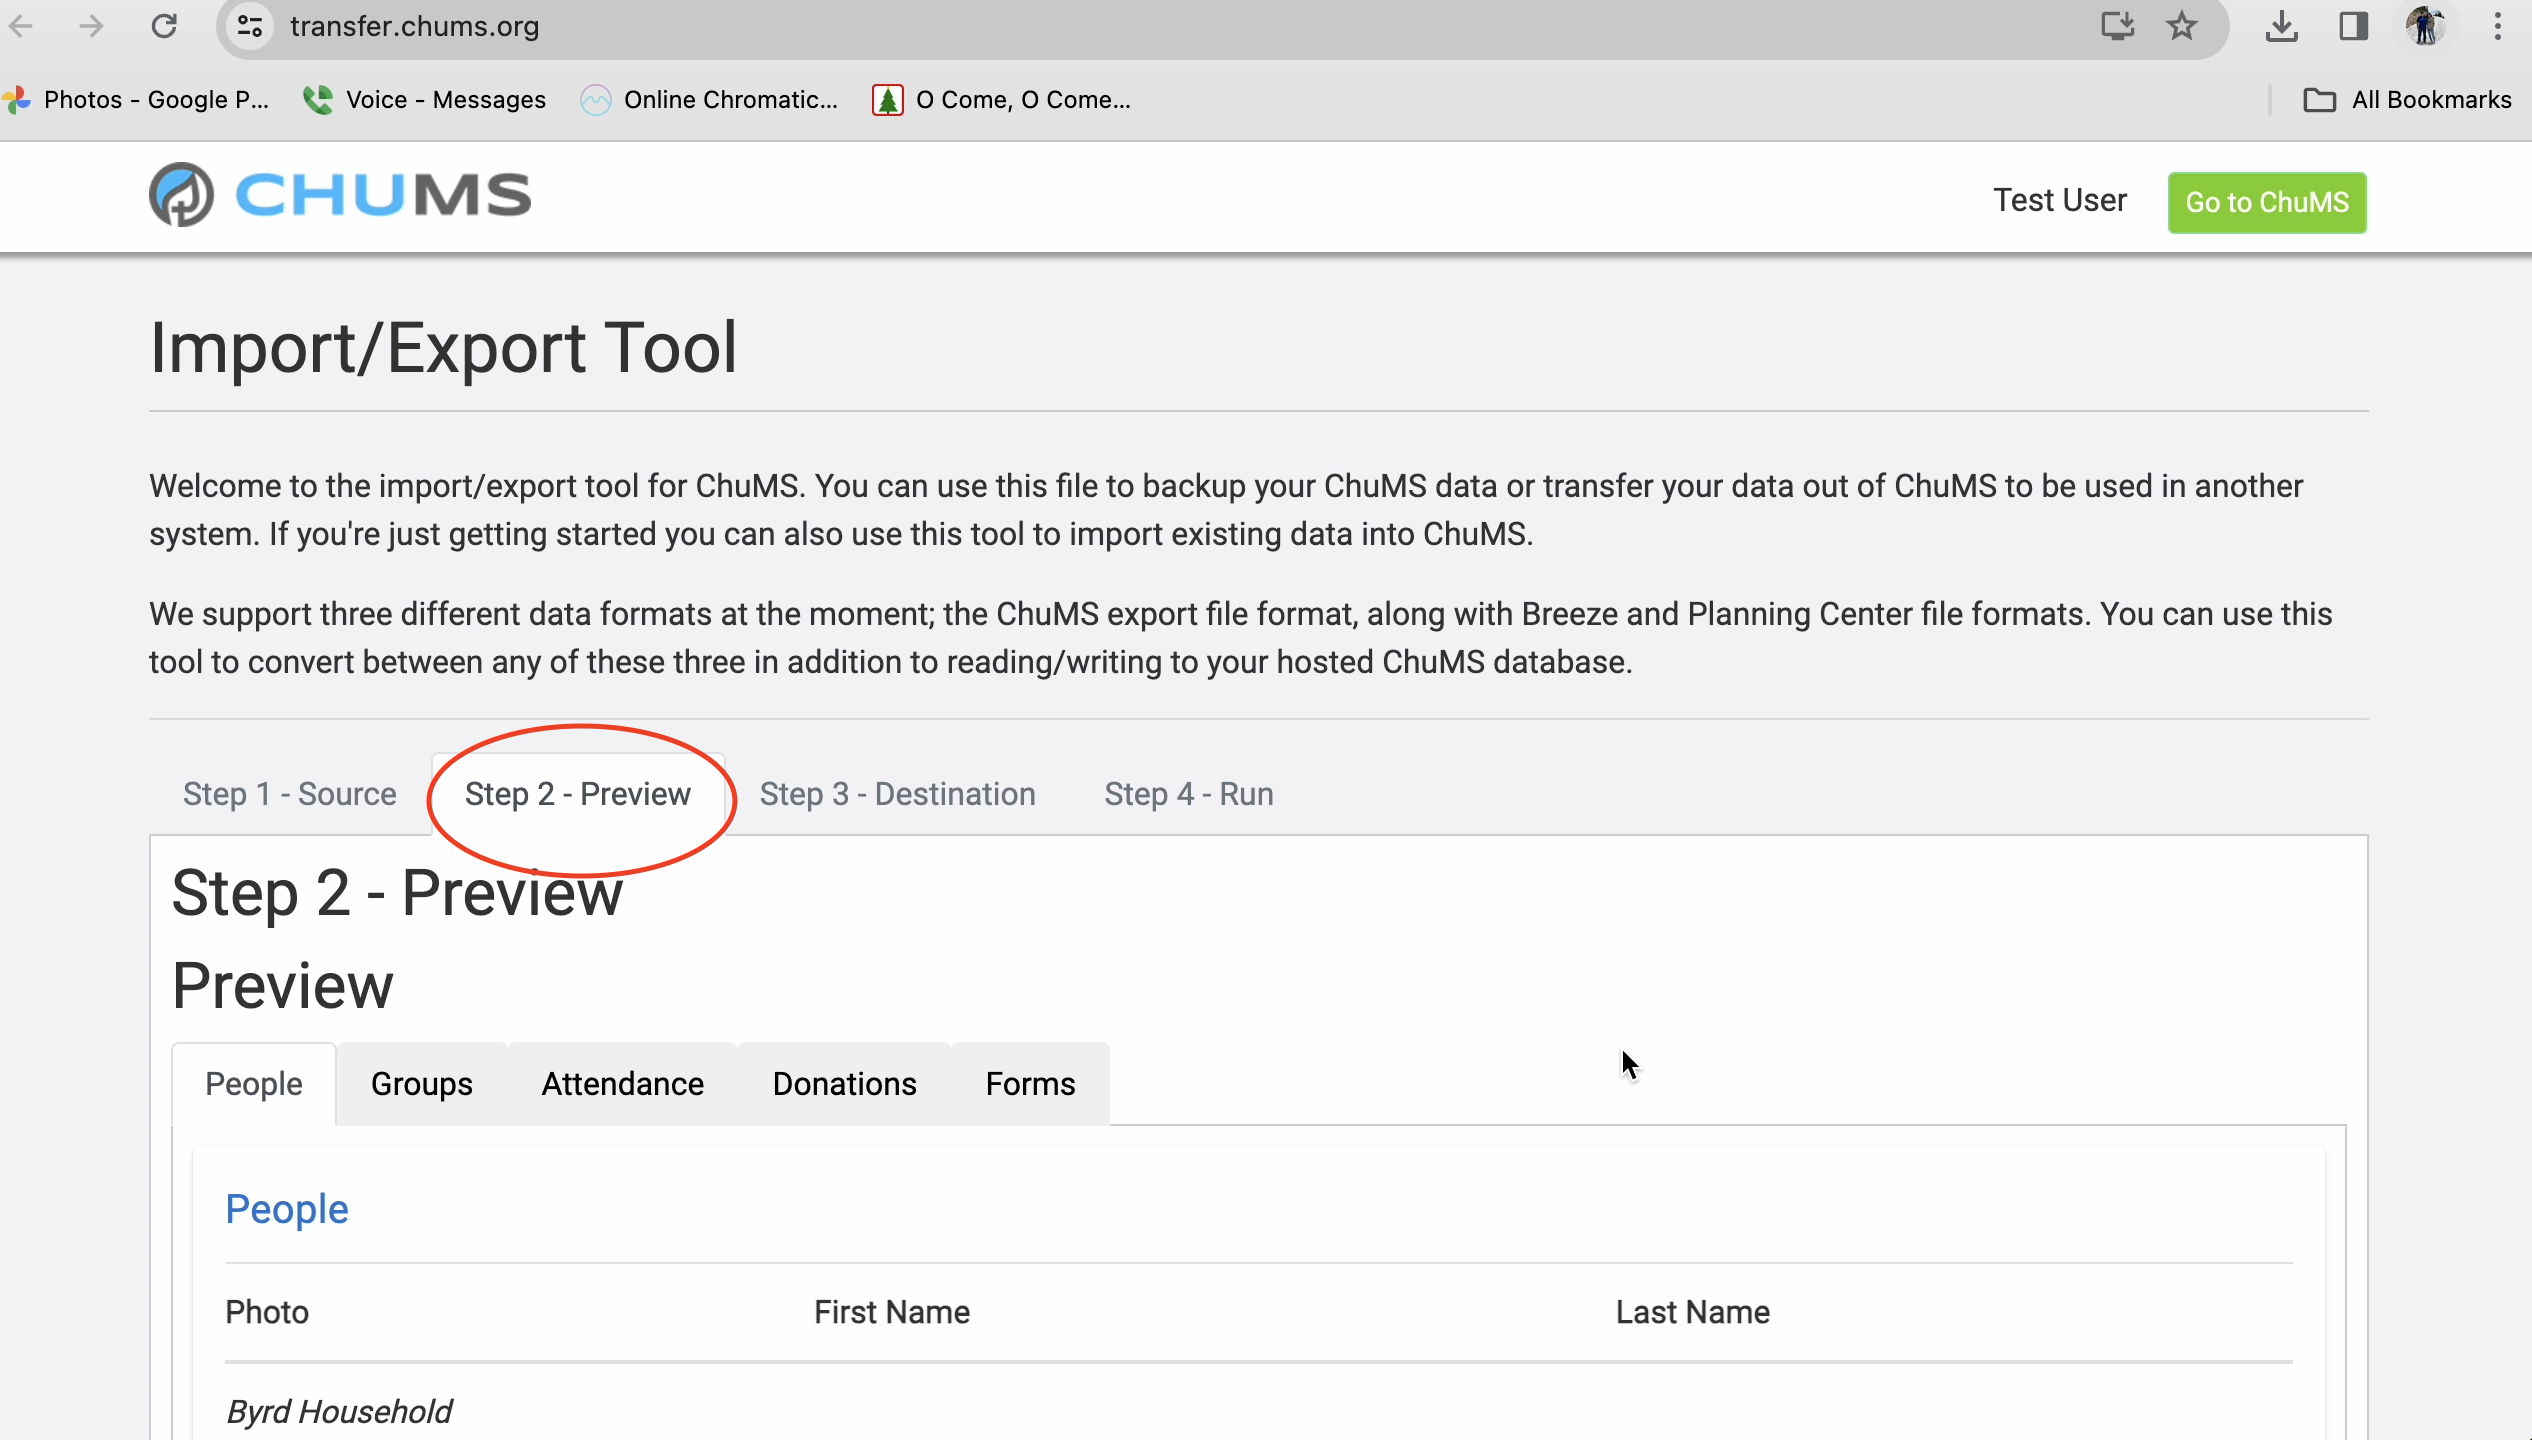 transfer.chums.org
Photos - Google P...
Voice - Messages
Online Chromatic...
O Come, O Come...
All Bookmarks
CHUMS
Test User
Go to ChuMS
Import/Export Tool
Welcome to the import/export tool for ChuMS. You can use this file to backup your ChuMS data or transfer your data out of ChuMS to be used in another
system. If you're just getting started you can also use this tool to import existing data into ChuMS.
We support three different data formats at the moment; the ChuMS export file format, along with Breeze and Planning Center file formats. You can use this
tool to convert between any of these three in addition to reading/writing to your hosted ChuMS database.
Step 1 - Source
Step 2 - Preview
Step 3 - Destination
Step 4 - Run
Step 2 - Preview
Preview
People
Groups
Attendance
Donations
Forms
People
Photo
First Name
Last Name
Byrd Household